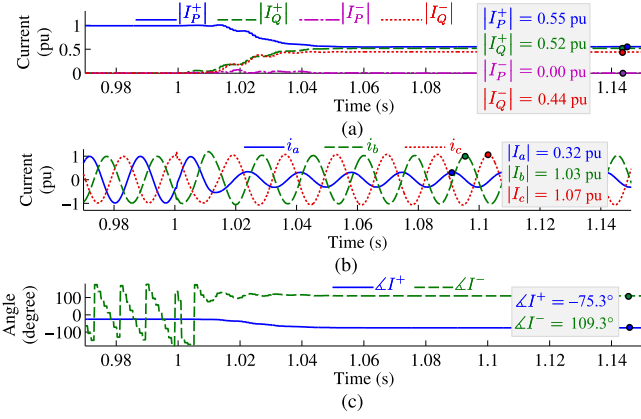 |I_P^+| |I_Q^+| |I_P^-| |I_Q^-|
1
0.5
0
Current
(pu)
|I_P^+| = 0.55 pu
|I_Q^+| = 0.52 pu
|I_P^-| = 0.00 pu
|I_Q^-| = 0.44 pu
0.98 1 1.02 1.04 1.06 1.08 1.1 1.12 1.14
Time (s)
(a)
i_a i_b i_c
1
0
−1
Current
(pu)
|I_a| = 0.32 pu
|I_b| = 1.03 pu
|I_c| = 1.07 pu
0.98 1 1.02 1.04 1.06 1.08 1.1 1.12 1.14
Time (s)
(b)
∡I^+ ∡I^-
100
0
−100
Angle
(degree)
∡I^+ = −75.3°
∡I^- = 109.3°
0.98 1 1.02 1.04 1.06 1.08 1.1 1.12 1.14
Time (s)
(c)